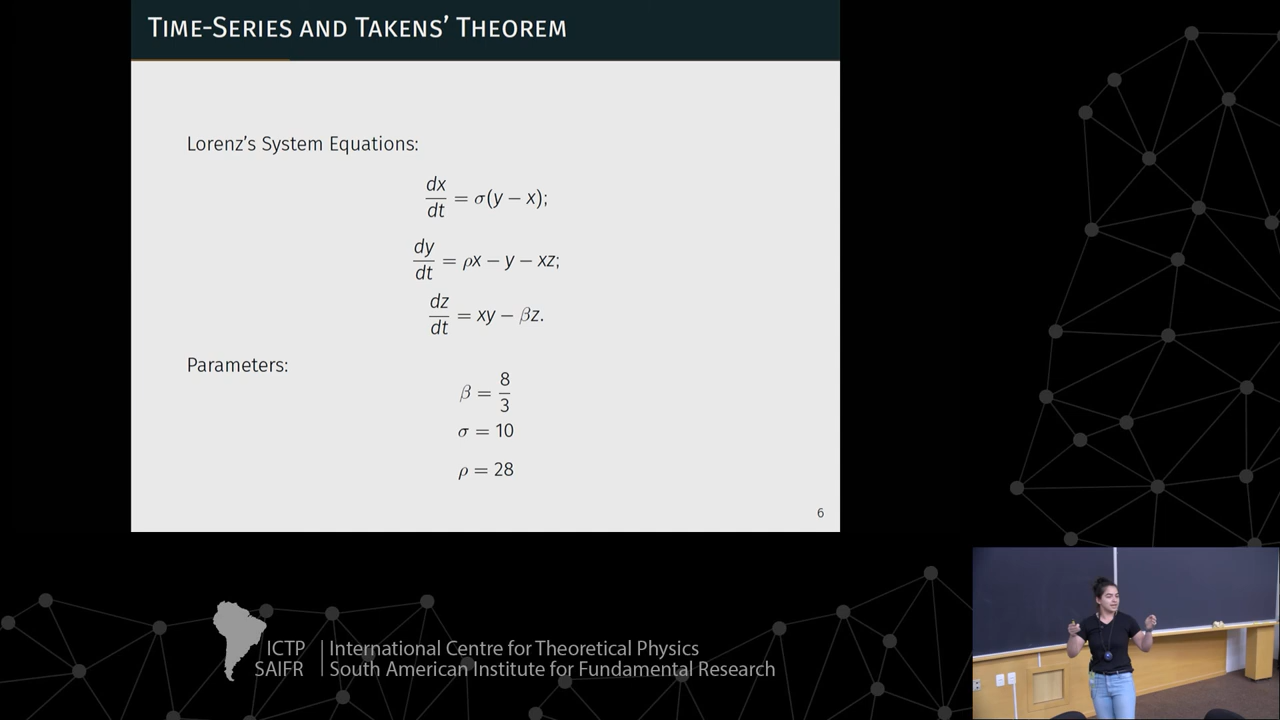 TIME-SERIES AND TAKENS' THEOREM
Lorenz's System Equations:
dx/dt = σ(y − x);
dy/dt = ρx − y − xz;
dz/dt = xy − βz.
Parameters:
β = 8/3
σ = 10
ρ = 28
6
ICTP | International Centre for Theoretical Physics
SAIFR | South American Institute for Fundamental Research